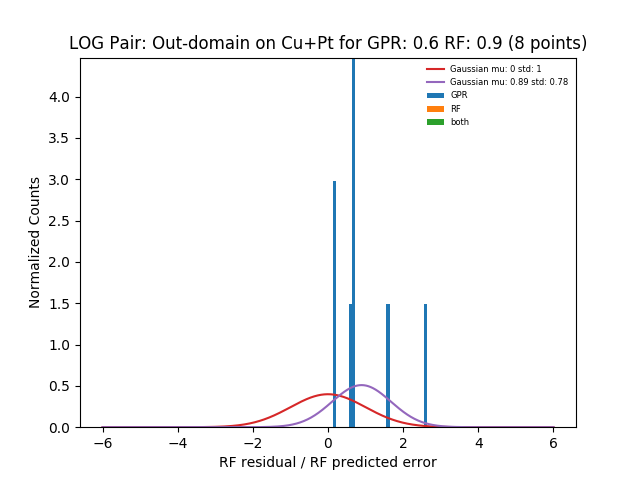 LOG Pair: Out-domain on Cu+Pt for GPR: 0.6 RF: 0.9 (8 points)
Gaussian mu: 0 std: 1
Gaussian mu: 0.89 std: 0.78
GPR
RF
both
Normalized Counts
4.0
3.5
3.0
2.5
2.0
1.5
1.0
0.5
0.0
−6 −4 −2 0 2 4 6
RF residual / RF predicted error